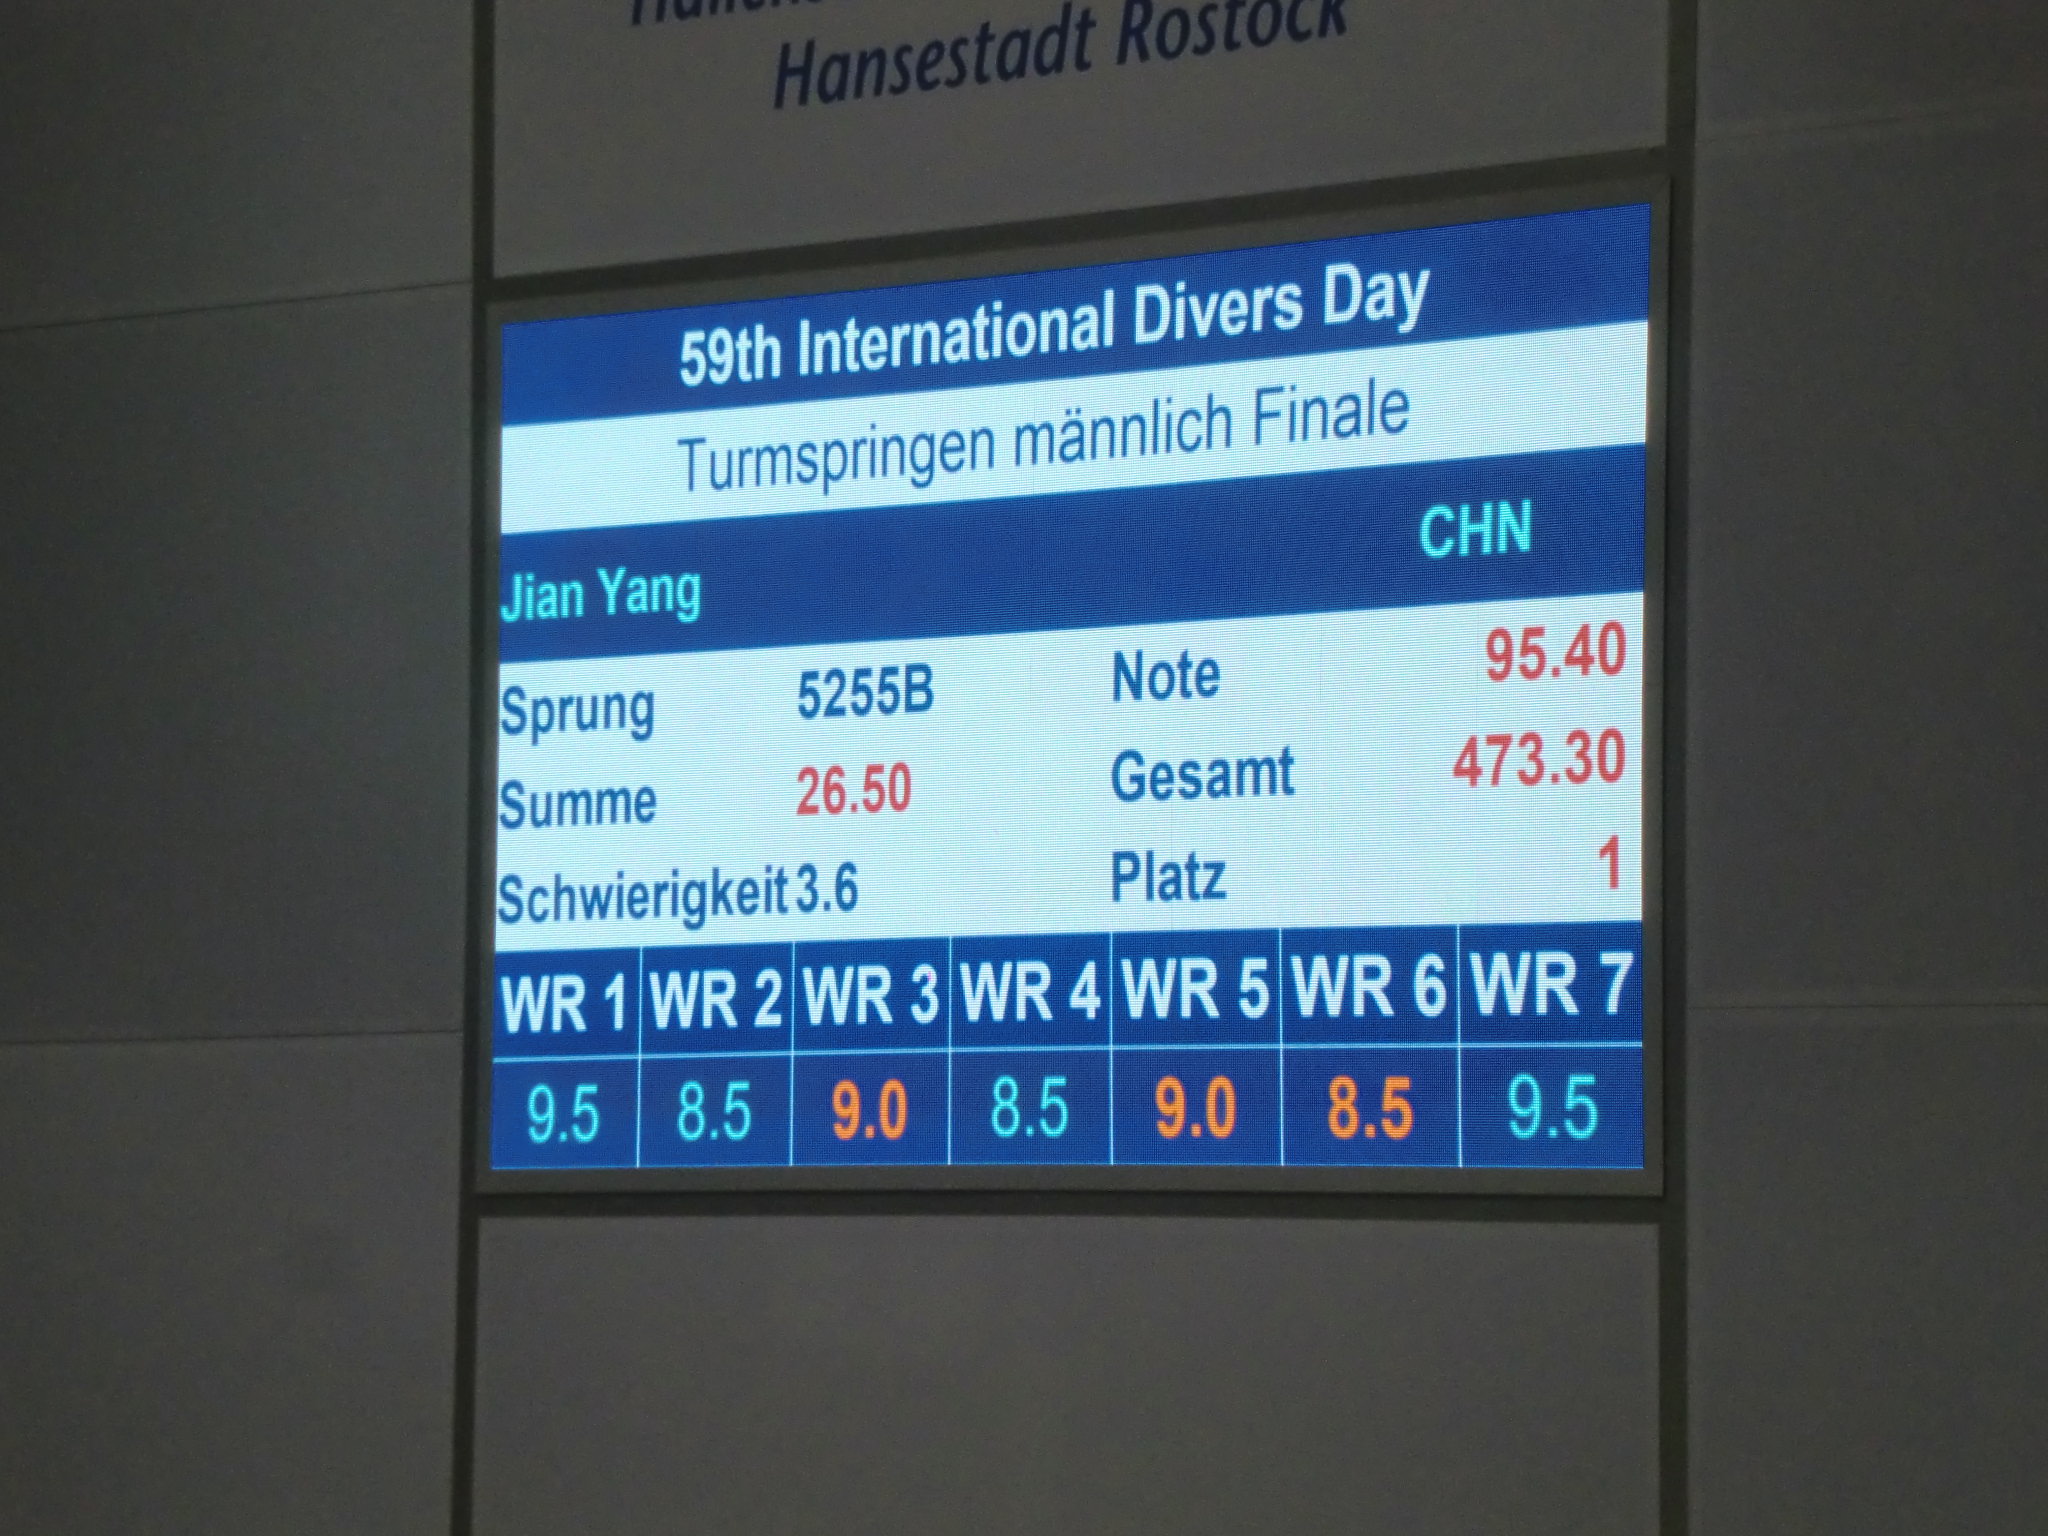 Hansestadt Rostock
59th International Divers Day
Turmspringen männlich Finale
Jian Yang CHN
Sprung 5255B Note 95.40
Summe 26.50 Gesamt 473.30
Schwierigkeit 3.6 Platz 1
WR 1 WR 2 WR 3 WR 4 WR 5 WR 6 WR 7
9.5 8.5 9.0 8.5 9.0 8.5 9.5